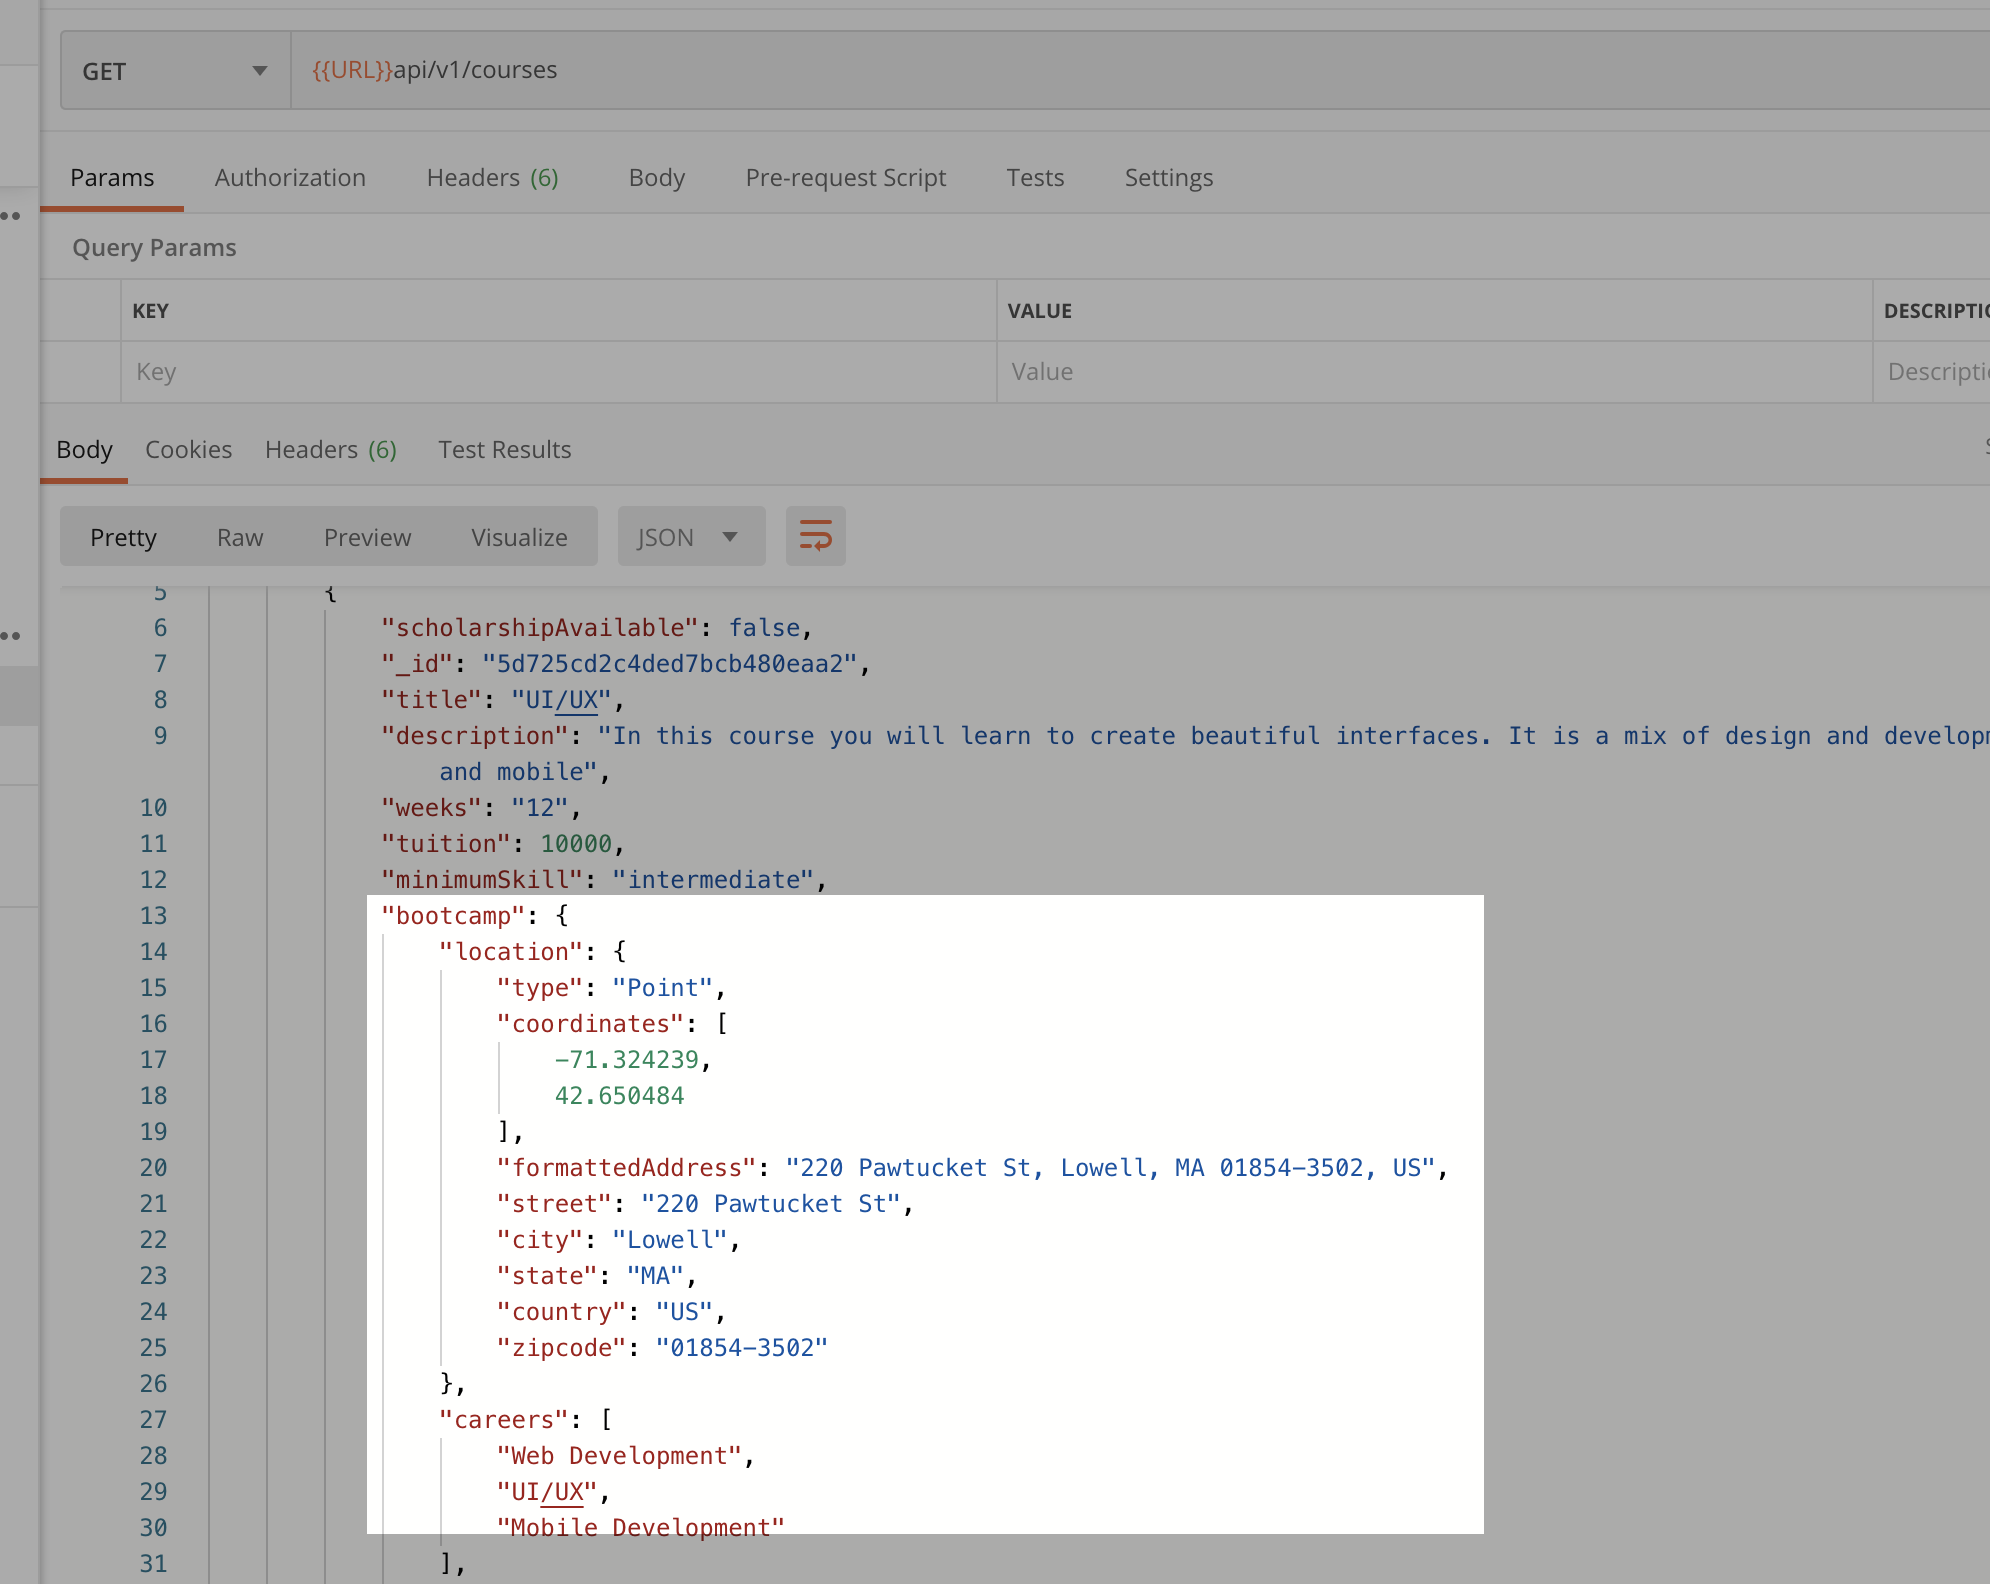 GET {{URL}}api/v1/courses
Params Authorization Headers (6) Body Pre-request Script Tests Settings
Query Params
KEY VALUE
Key Value
Body Cookies Headers (6) Test Results
Pretty Raw Preview Visualize JSON
5 {
6 "scholarshipAvailable": false,
7 "_id": "5d725cd2c4ded7bcb480eaa2",
8 "title": "UI/UX",
9 "description": "In this course you will learn to create beautiful interfaces. It is a mix of design and
and mobile",
10 "weeks": "12",
11 "tuition": 10000,
12 "minimumSkill": "intermediate",
13 "bootcamp": {
14 "location": {
15 "type": "Point",
16 "coordinates": [
17 -71.324239,
18 42.650484
19 ],
20 "formattedAddress": "220 Pawtucket St, Lowell, MA 01854-3502, US",
21 "street": "220 Pawtucket St",
22 "city": "Lowell",
23 "state": "MA",
24 "country": "US",
25 "zipcode": "01854-3502"
26 },
27 "careers": [
28 "Web Development",
29 "UI/UX",
30 "Mobile Development"
31 ],